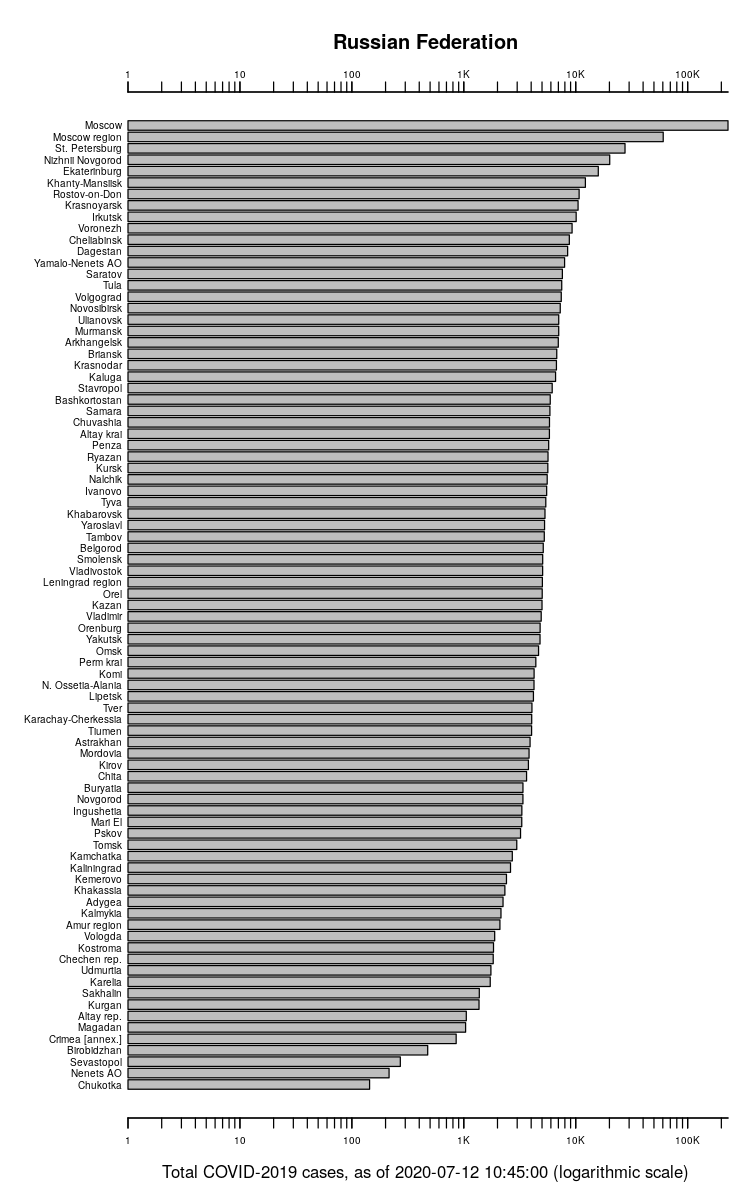 Russian Federation
1 10 100 1K 10K 100K
Moscow
Moscow region
St. Petersburg
Nizhnii Novgorod
Ekaterinburg
Khanty-Mansiisk
Rostov-on-Don
Krasnoyarsk
Irkutsk
Voronezh
Cheliabinsk
Dagestan
Yamalo-Nenets AO
Saratov
Tula
Volgograd
Novosibirsk
Ulianovsk
Murmansk
Arkhangelsk
Briansk
Krasnodar
Kaluga
Stavropol
Bashkortostan
Samara
Chuvashia
Altay krai
Penza
Ryazan
Kursk
Nalchik
Ivanovo
Tyva
Khabarovsk
Yaroslavl
Tambov
Belgorod
Smolensk
Vladivostok
Leningrad region
Orel
Kazan
Vladimir
Orenburg
Yakutsk
Omsk
Perm krai
Komi
N. Ossetia-Alania
Lipetsk
Tver
Karachay-Cherkessia
Tiumen
Astrakhan
Mordovia
Kirov
Chita
Buryatia
Novgorod
Ingushetia
Mari El
Pskov
Tomsk
Kamchatka
Kaliningrad
Kemerovo
Khakassia
Adygea
Kalmykia
Amur region
Vologda
Kostroma
Chechen rep.
Udmurtia
Karelia
Sakhalin
Kurgan
Altay rep.
Magadan
Crimea [annex.]
Birobidzhan
Sevastopol
Nenets AO
Chukotka
1 10 100 1K 10K 100K
Total COVID-2019 cases, as of 2020-07-12 10:45:00 (logarithmic scale)